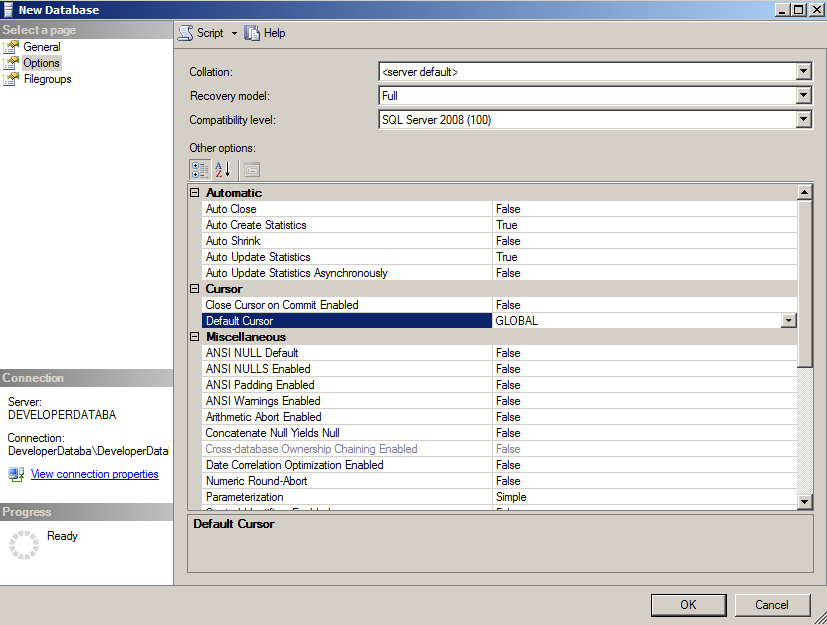 New Database
Select a page
General
Options
Filegroups
Script Help
Collation: <server default>
Recovery model: Full
Compatibility level: SQL Server 2008 (100)
Other options:
Automatic
Auto Close False
Auto Create Statistics True
Auto Shrink False
Auto Update Statistics True
Auto Update Statistics Asynchronously False
Cursor
Close Cursor on Commit Enabled False
Default Cursor GLOBAL
Miscellaneous
ANSI NULL Default False
ANSI NULLS Enabled False
ANSI Padding Enabled False
ANSI Warnings Enabled False
Arithmetic Abort Enabled False
Concatenate Null Yields Null False
Cross-database Ownership Chaining Enabled False
Date Correlation Optimization Enabled False
Numeric Round-Abort False
Parameterization Simple
Default Cursor
Connection
Server:
DEVELOPERDATABA
Connection:
DeveloperDataba\DeveloperData
View connection properties
Progress
Ready
OK Cancel